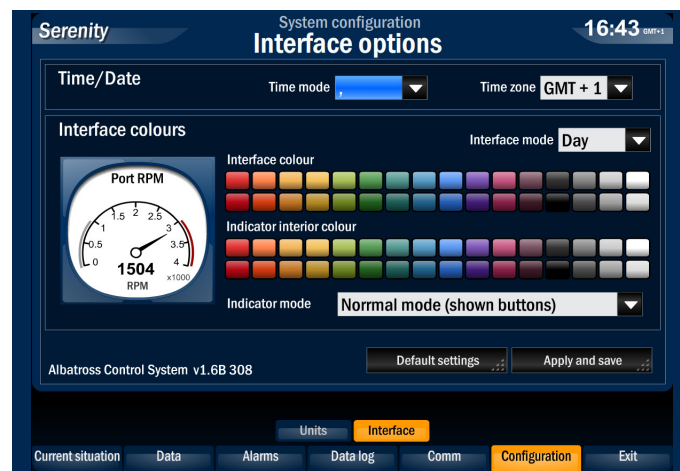 Serenity
System configuration
Interface options
16:43 GMT+1
Time/Date
Time mode ,
Time zone GMT + 1
Interface colours
Interface mode Day
Port RPM
Interface colour
0 0.5 1 1.5 2 2.5 3 3.5 4
1504
x1000
RPM
Indicator interior colour
Indicator mode Norrmal mode (shown buttons)
Albatross Control System v1.6B 308
Default settings
Apply and save
Units Interface
Current situation Data Alarms Data log Comm Configuration Exit